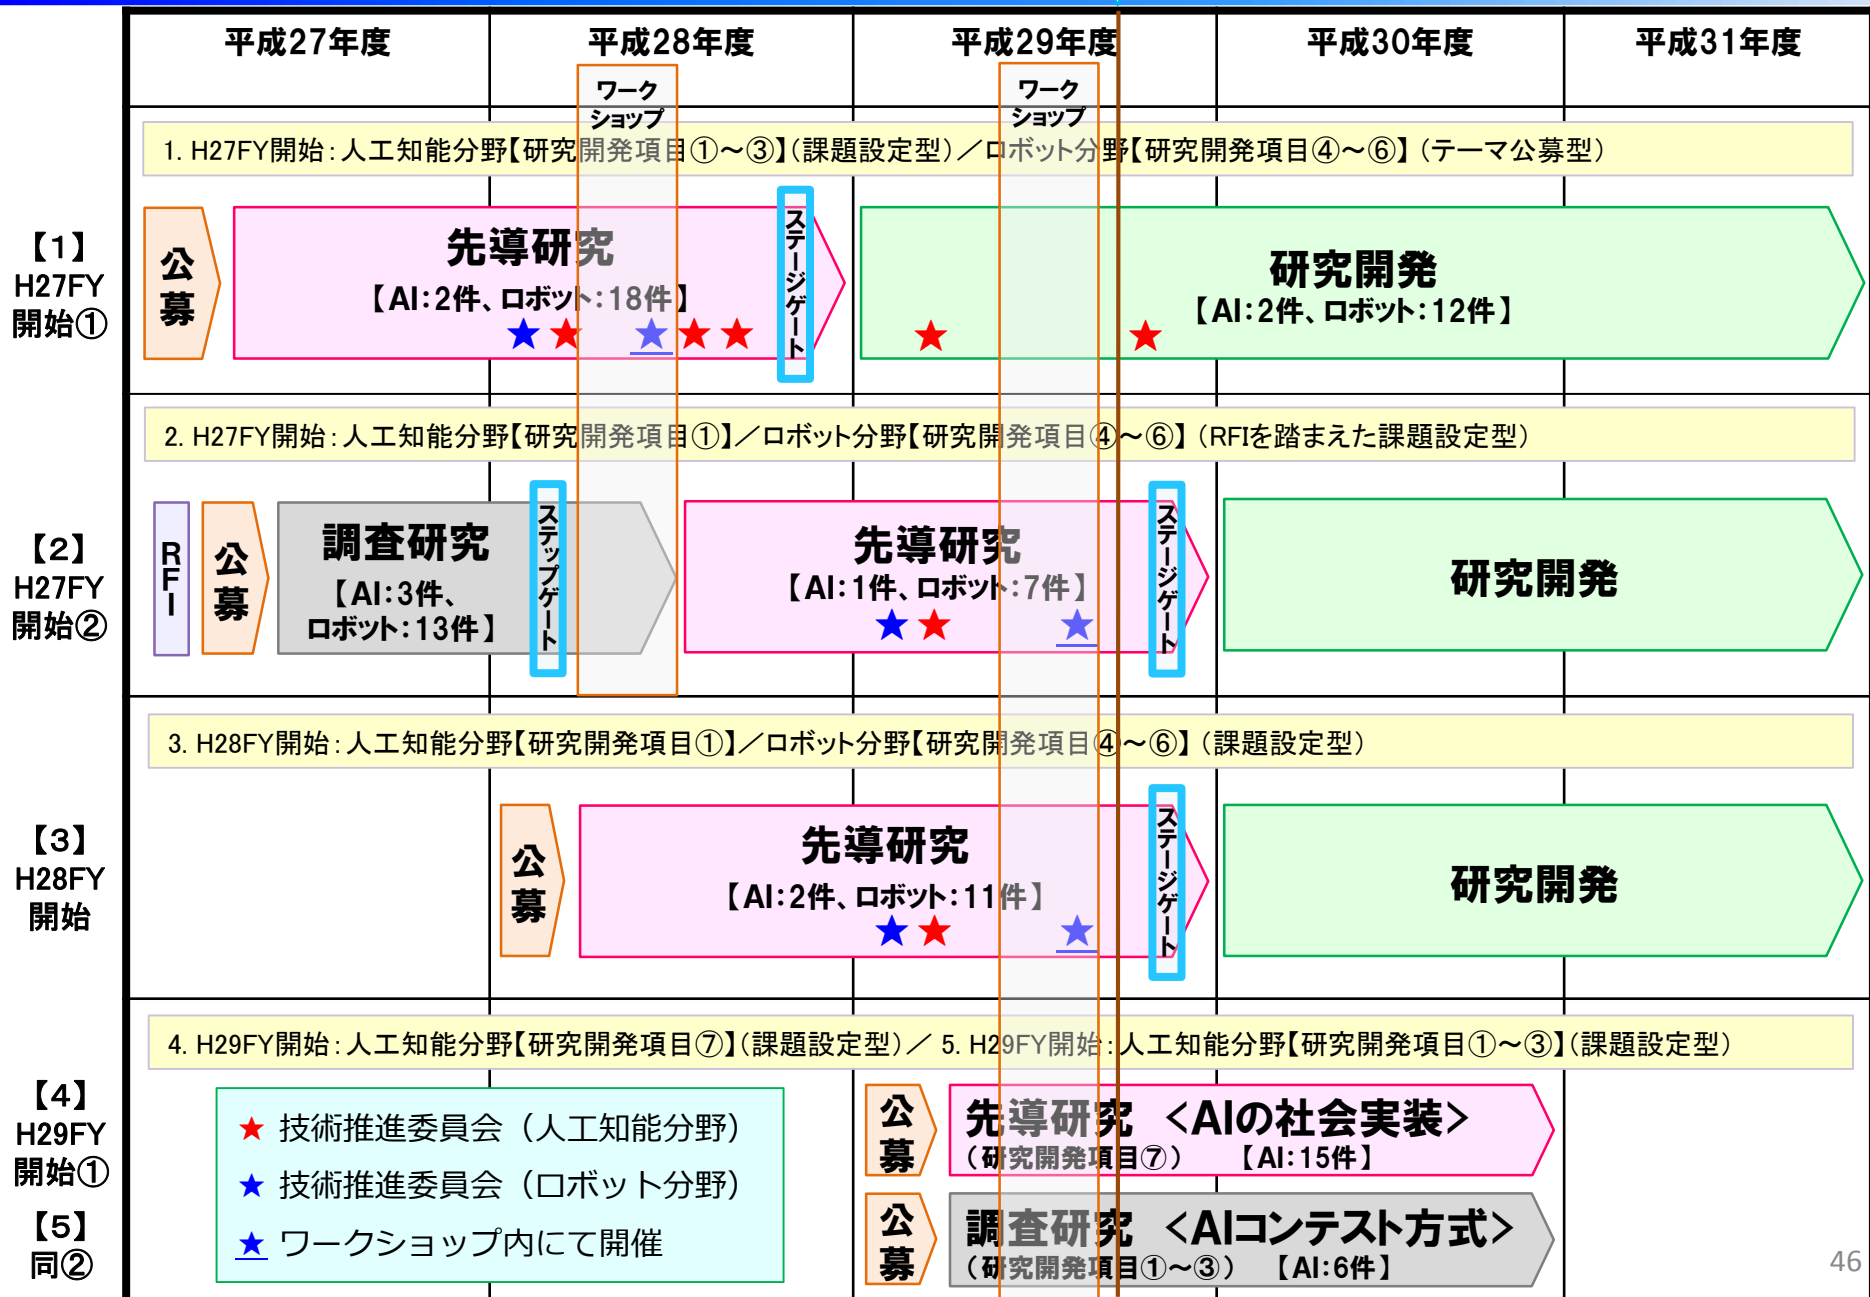 平成27年度
平成28年度
平成29年度
平成30年度
平成31年度
ワーク
ショップ
ワーク
ショップ
1. H27FY開始：人工知能分野【研究開発項目①～③】（課題設定型）／ロボット分野【研究開発項目④～⑥】（テーマ公募型）
【1】
H27FY
開始①
公募
先導研究
【AI：2件、ロボット：18件】
ステージゲート
研究開発
【AI：2件、ロボット：12件】
2. H27FY開始：人工知能分野【研究開発項目①】／ロボット分野【研究開発項目④～⑥】（RFIを踏まえた課題設定型）
【2】
H27FY
開始②
RFI
公募
調査研究
【AI：3件、
ロボット：13件】
ステップゲート
先導研究
【AI：1件、ロボット：7件】
ステージゲート
研究開発
3. H28FY開始：人工知能分野【研究開発項目①】／ロボット分野【研究開発項目④～⑥】（課題設定型）
【3】
H28FY
開始
公募
先導研究
【AI：2件、ロボット：11件】
ステージゲート
研究開発
4. H29FY開始：人工知能分野【研究開発項目⑦】（課題設定型）／ 5. H29FY開始：人工知能分野【研究開発項目①～③】（課題設定型）
【4】
H29FY
開始①
【5】
同②
★ 技術推進委員会（人工知能分野）
★ 技術推進委員会（ロボット分野）
★ ワークショップ内にて開催
公募
先導研究 ＜AIの社会実装＞
（研究開発項目⑦） 【AI：15件】
公募
調査研究 ＜AIコンテスト方式＞
（研究開発項目①～③） 【AI：6件】
46